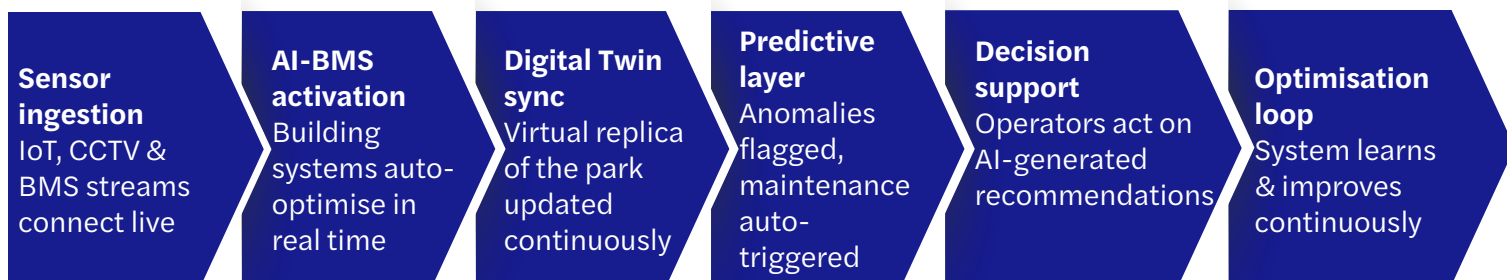 Sensor
ingestion
IoT, CCTV &
BMS streams
connect live
AI-BMS
activation
Building
systems auto-
optimise in
real time
Digital Twin
sync
Virtual replica
of the park
updated
continuously
Predictive
layer
Anomalies
flagged,
maintenance
auto-
triggered
Decision
support
Operators act on
AI-generated
recommendations
Optimisation
loop
System learns
& improves
continuously